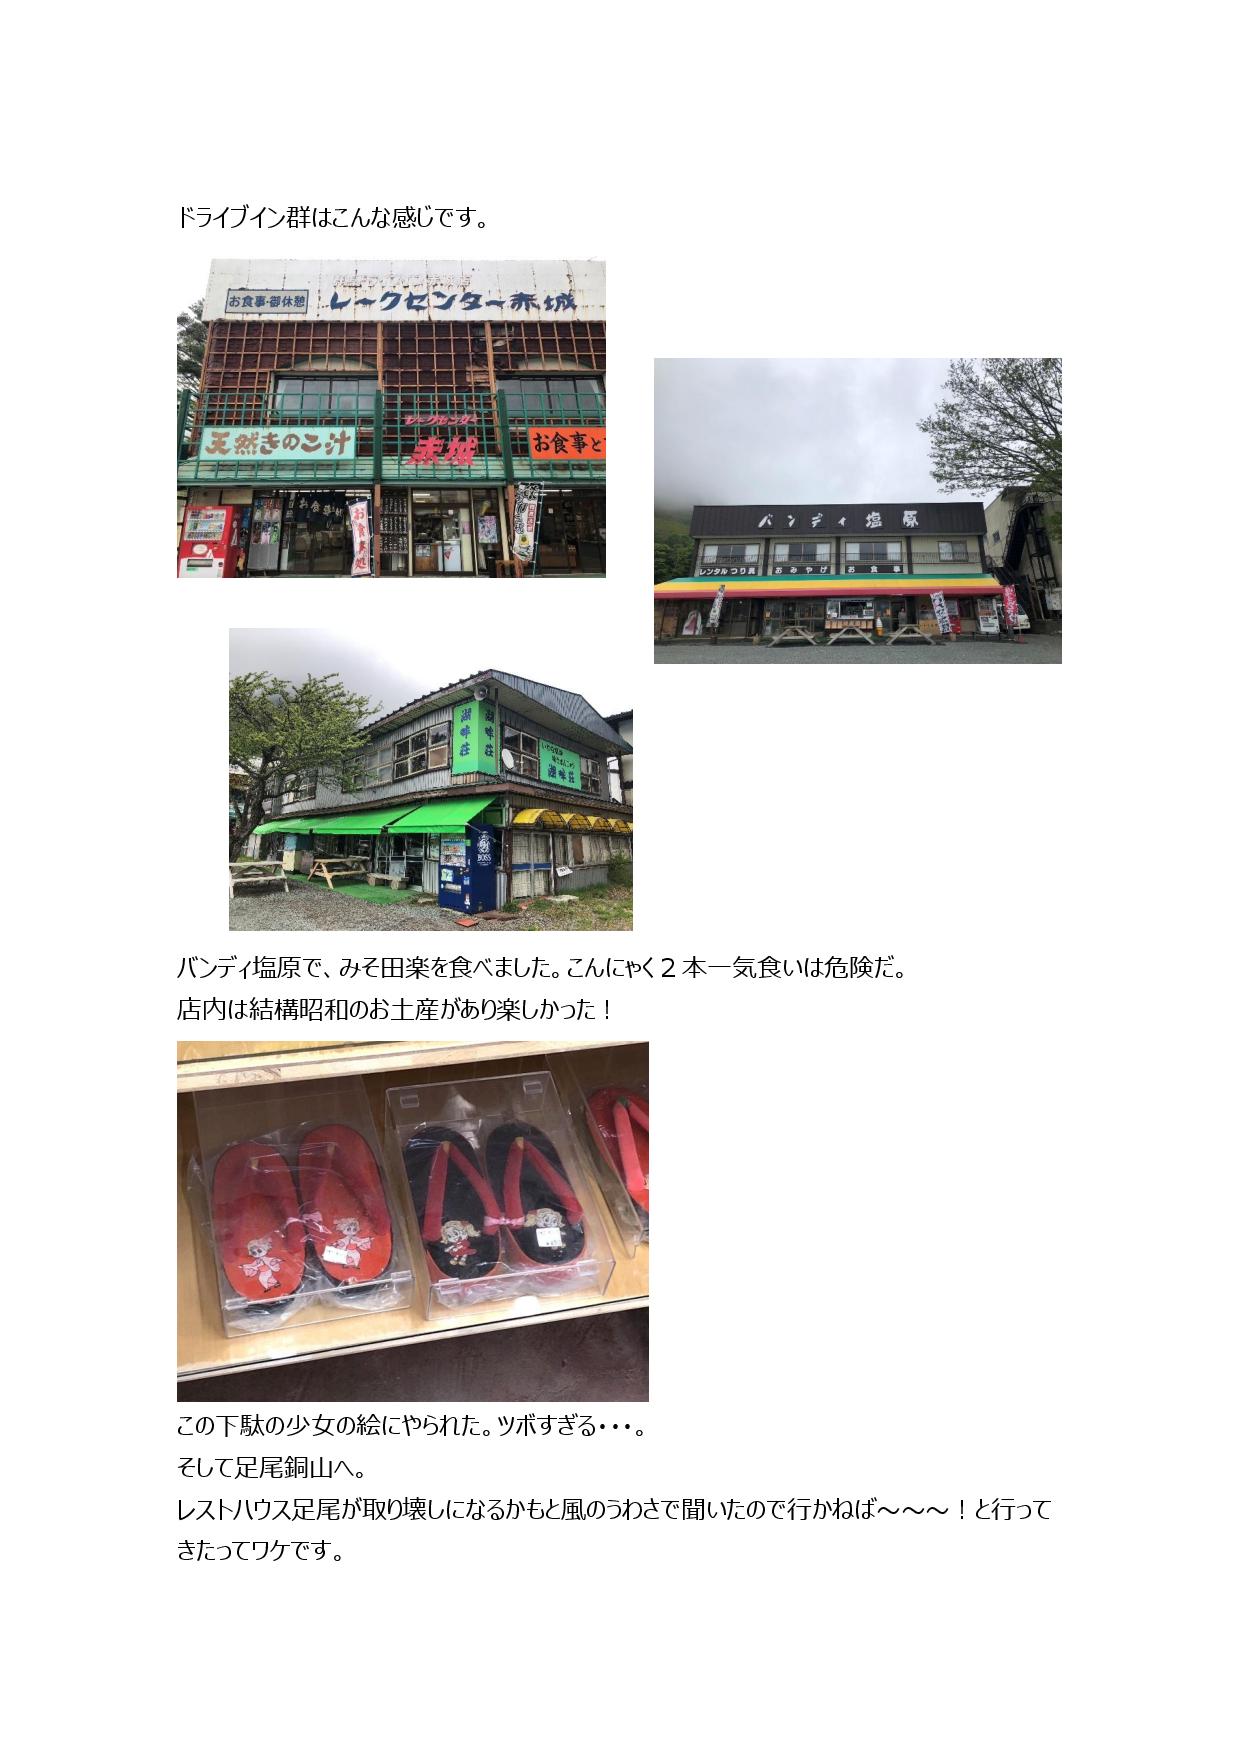 ドライブイン群はこんな感じです。
お食事・御休憩
レークセンター赤城
天然きのこ汁
レークセンター
赤城
お食事と
お食事処
バンディ塩原
レンタルつり具
おみやげ
お食事
湖畔荘
湖畔荘
湖畔荘
BOSS
バンディ塩原で、みそ田楽を食べました。こんにゃく２本一気食いは危険だ。
店内は結構昭和のお土産があり楽しかった！
この下駄の少女の絵にやられた。ツボすぎる・・・。
そして足尾銅山へ。
レストハウス足尾が取り壊しになるかもと風のうわさで聞いたので行かねば～～～！と行って
きたってワケです。